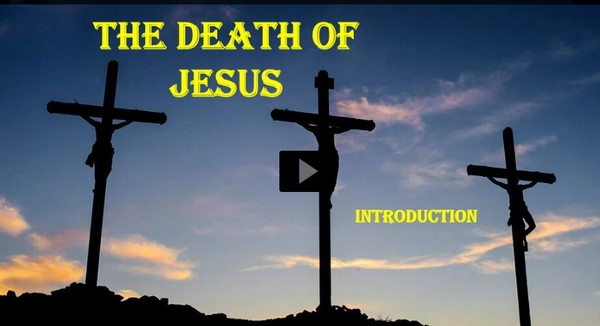 THE DEATH OF
JESUS
INTRODUCTION